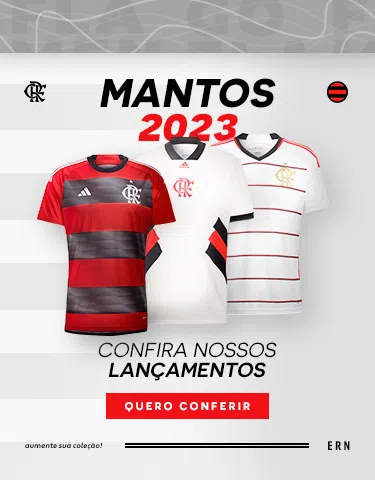 MANTOS
2023
CONFIRA NOSSOS
LANÇAMENTOS
QUERO CONFERIR
aumente sua coleção!
ERN